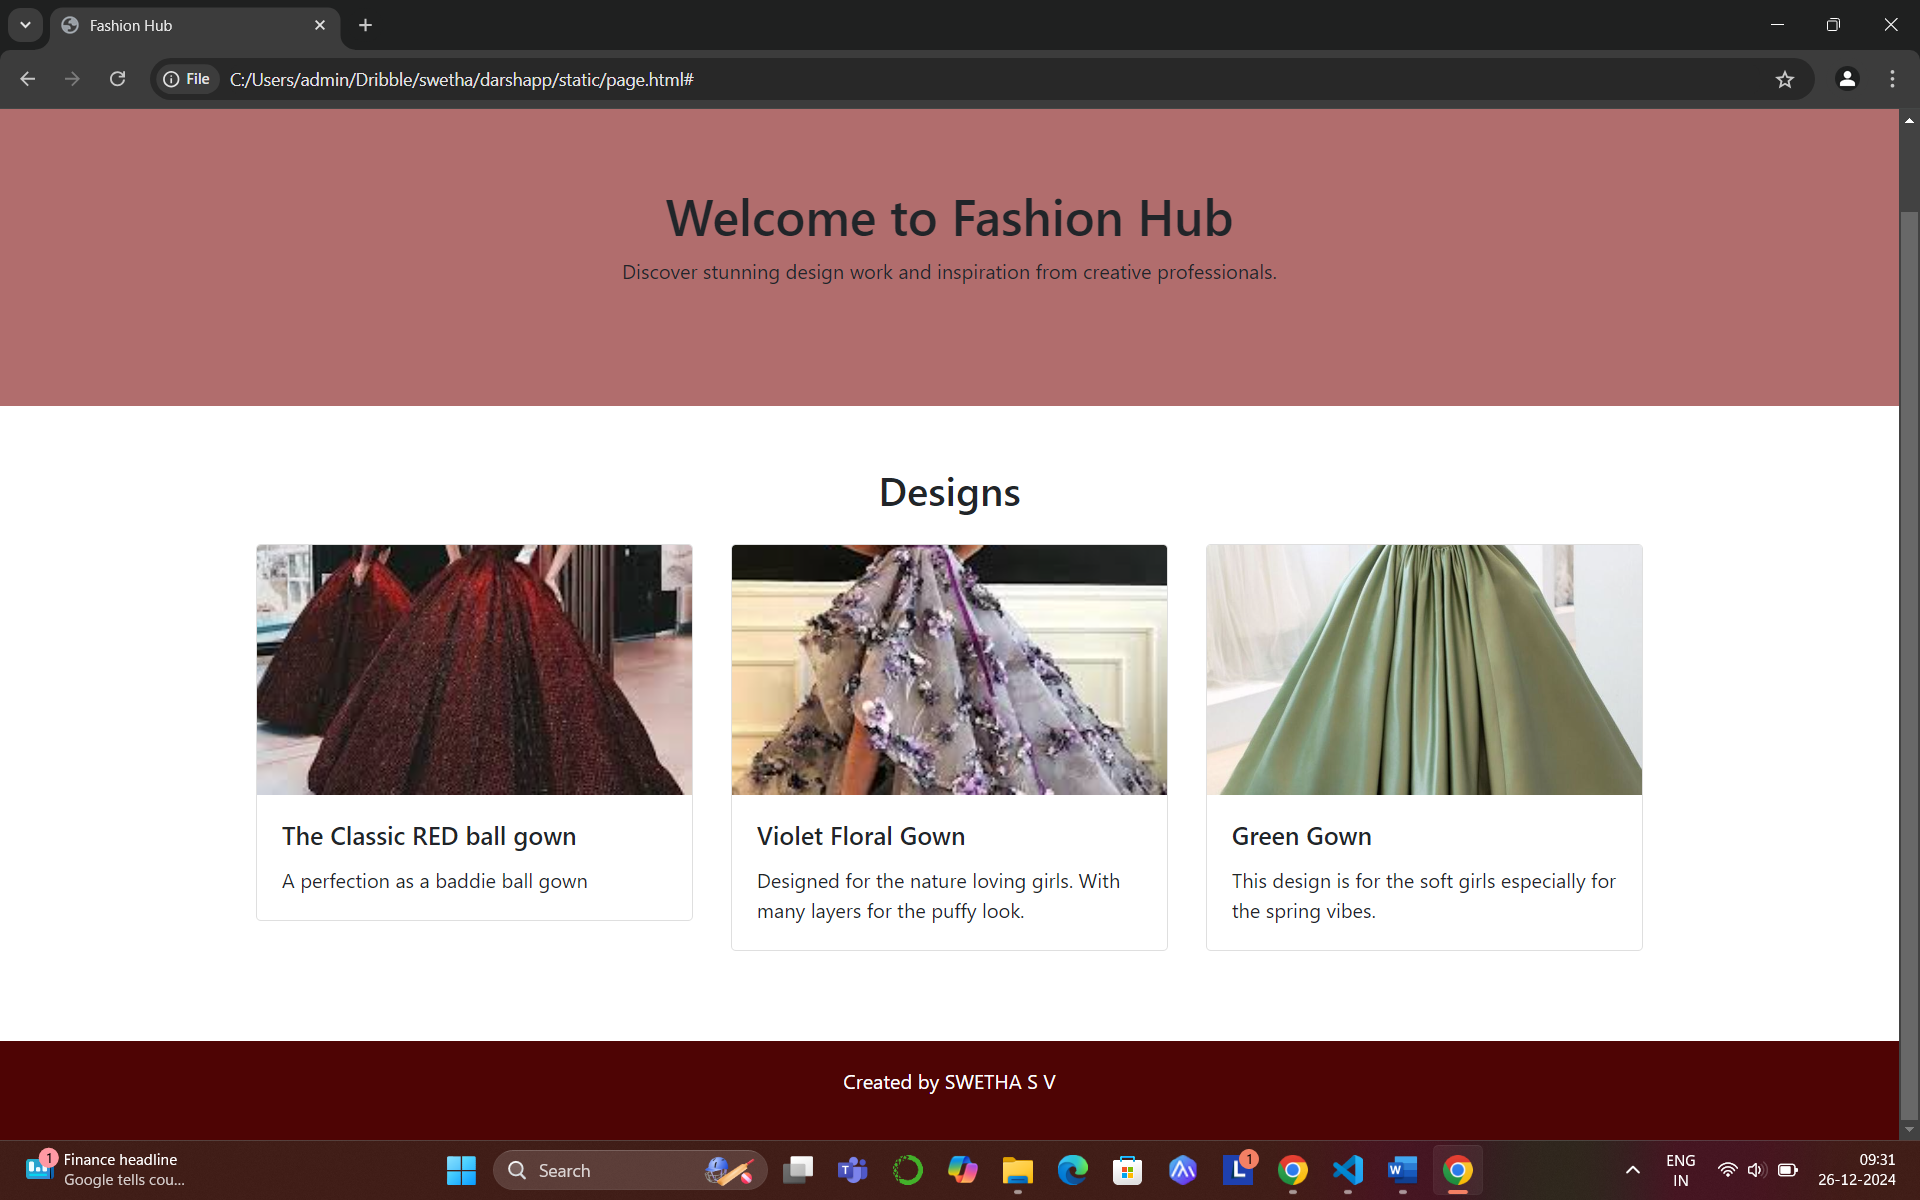 Fashion Hub
File
C:/Users/admin/Dribble/swetha/darshapp/static/page.html#
Welcome to Fashion Hub
Discover stunning design work and inspiration from creative professionals.
Designs
The Classic RED ball gown
A perfection as a baddie ball gown
Violet Floral Gown
Designed for the nature loving girls. With
many layers for the puffy look.
Green Gown
This design is for the soft girls especially for
the spring vibes.
Created by SWETHA S V
1
Finance headline
Google tells cou...
Search
T
L
1
W
ENG
IN
09:31
26-12-2024